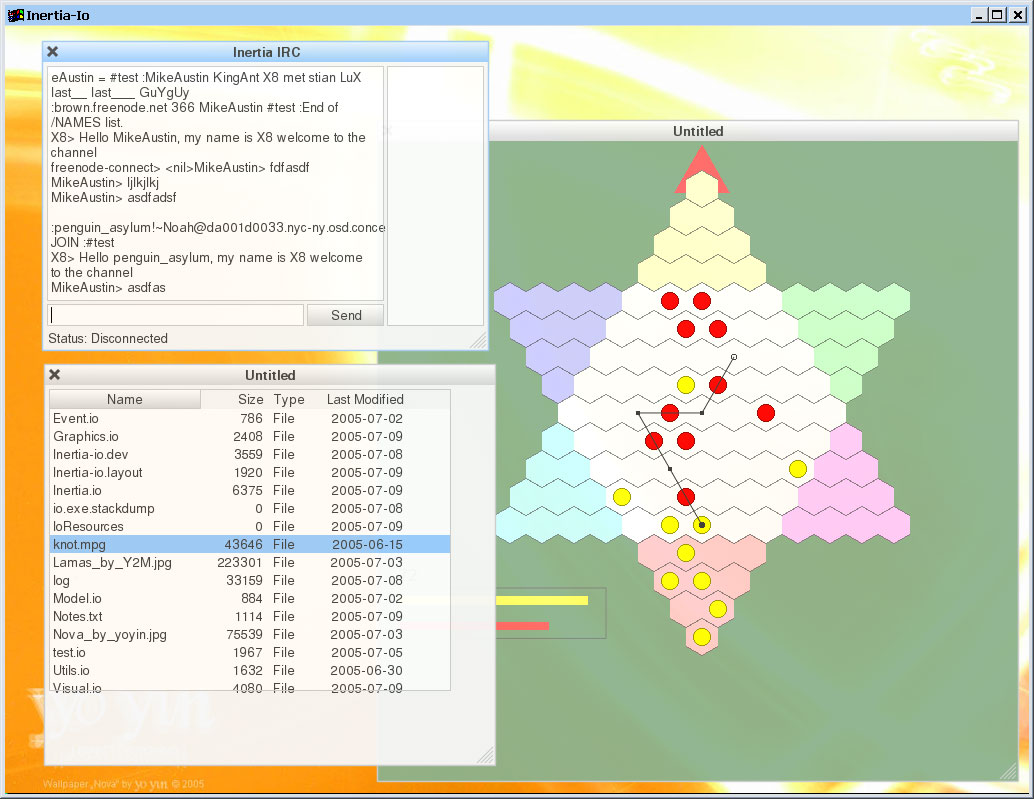 Inertia-Io
Inertia IRC
eAustin = #test :MikeAustin KingAnt X8 met stian LuX
last__ last___ GuYgUy
:brown.freenode.net 366 MikeAustin #test :End of
/NAMES list.
X8> Hello MikeAustin, my name is X8 welcome to the
channel
freenode-connect> <nil>MikeAustin> fdfasdf
MikeAustin> ljlkjlkj
MikeAustin> asdfadsf
:penguin_asylum!~Noah@da001d0033.nyc-ny.osd.conce
JOIN :#test
X8> Hello penguin_asylum, my name is X8 welcome
to the channel
MikeAustin> asdfas
Send
Status: Disconnected
Untitled
Untitled
Name Size Type Last Modified
Event.io 786 File 2005-07-02
Graphics.io 2408 File 2005-07-09
Inertia-io.dev 3559 File 2005-07-08
Inertia-io.layout 1920 File 2005-07-09
Inertia.io 6375 File 2005-07-09
io.exe.stackdump 0 File 2005-07-08
IoResources 0 File 2005-07-09
knot.mpg 43646 File 2005-06-15
Lamas_by_Y2M.jpg 223301 File 2005-07-03
log 33159 File 2005-07-08
Model.io 884 File 2005-07-02
Notes.txt 1114 File 2005-07-09
Nova_by_yoyin.jpg 75539 File 2005-07-03
test.io 1967 File 2005-07-05
Utils.io 1632 File 2005-06-30
Visual.io 4080 File 2005-07-09
yo yun
Wallpaper „Nova" by yo yun © 2005